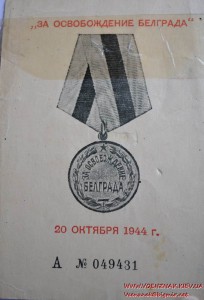 „ЗА ОСВОБОЖДЕНИЕ БЕЛГРАДА"
ЗА ОСВОБОЖДЕНИЕ
БЕЛГРАДА
20 ОКТЯБРЯ 1944 г.
А № 049431